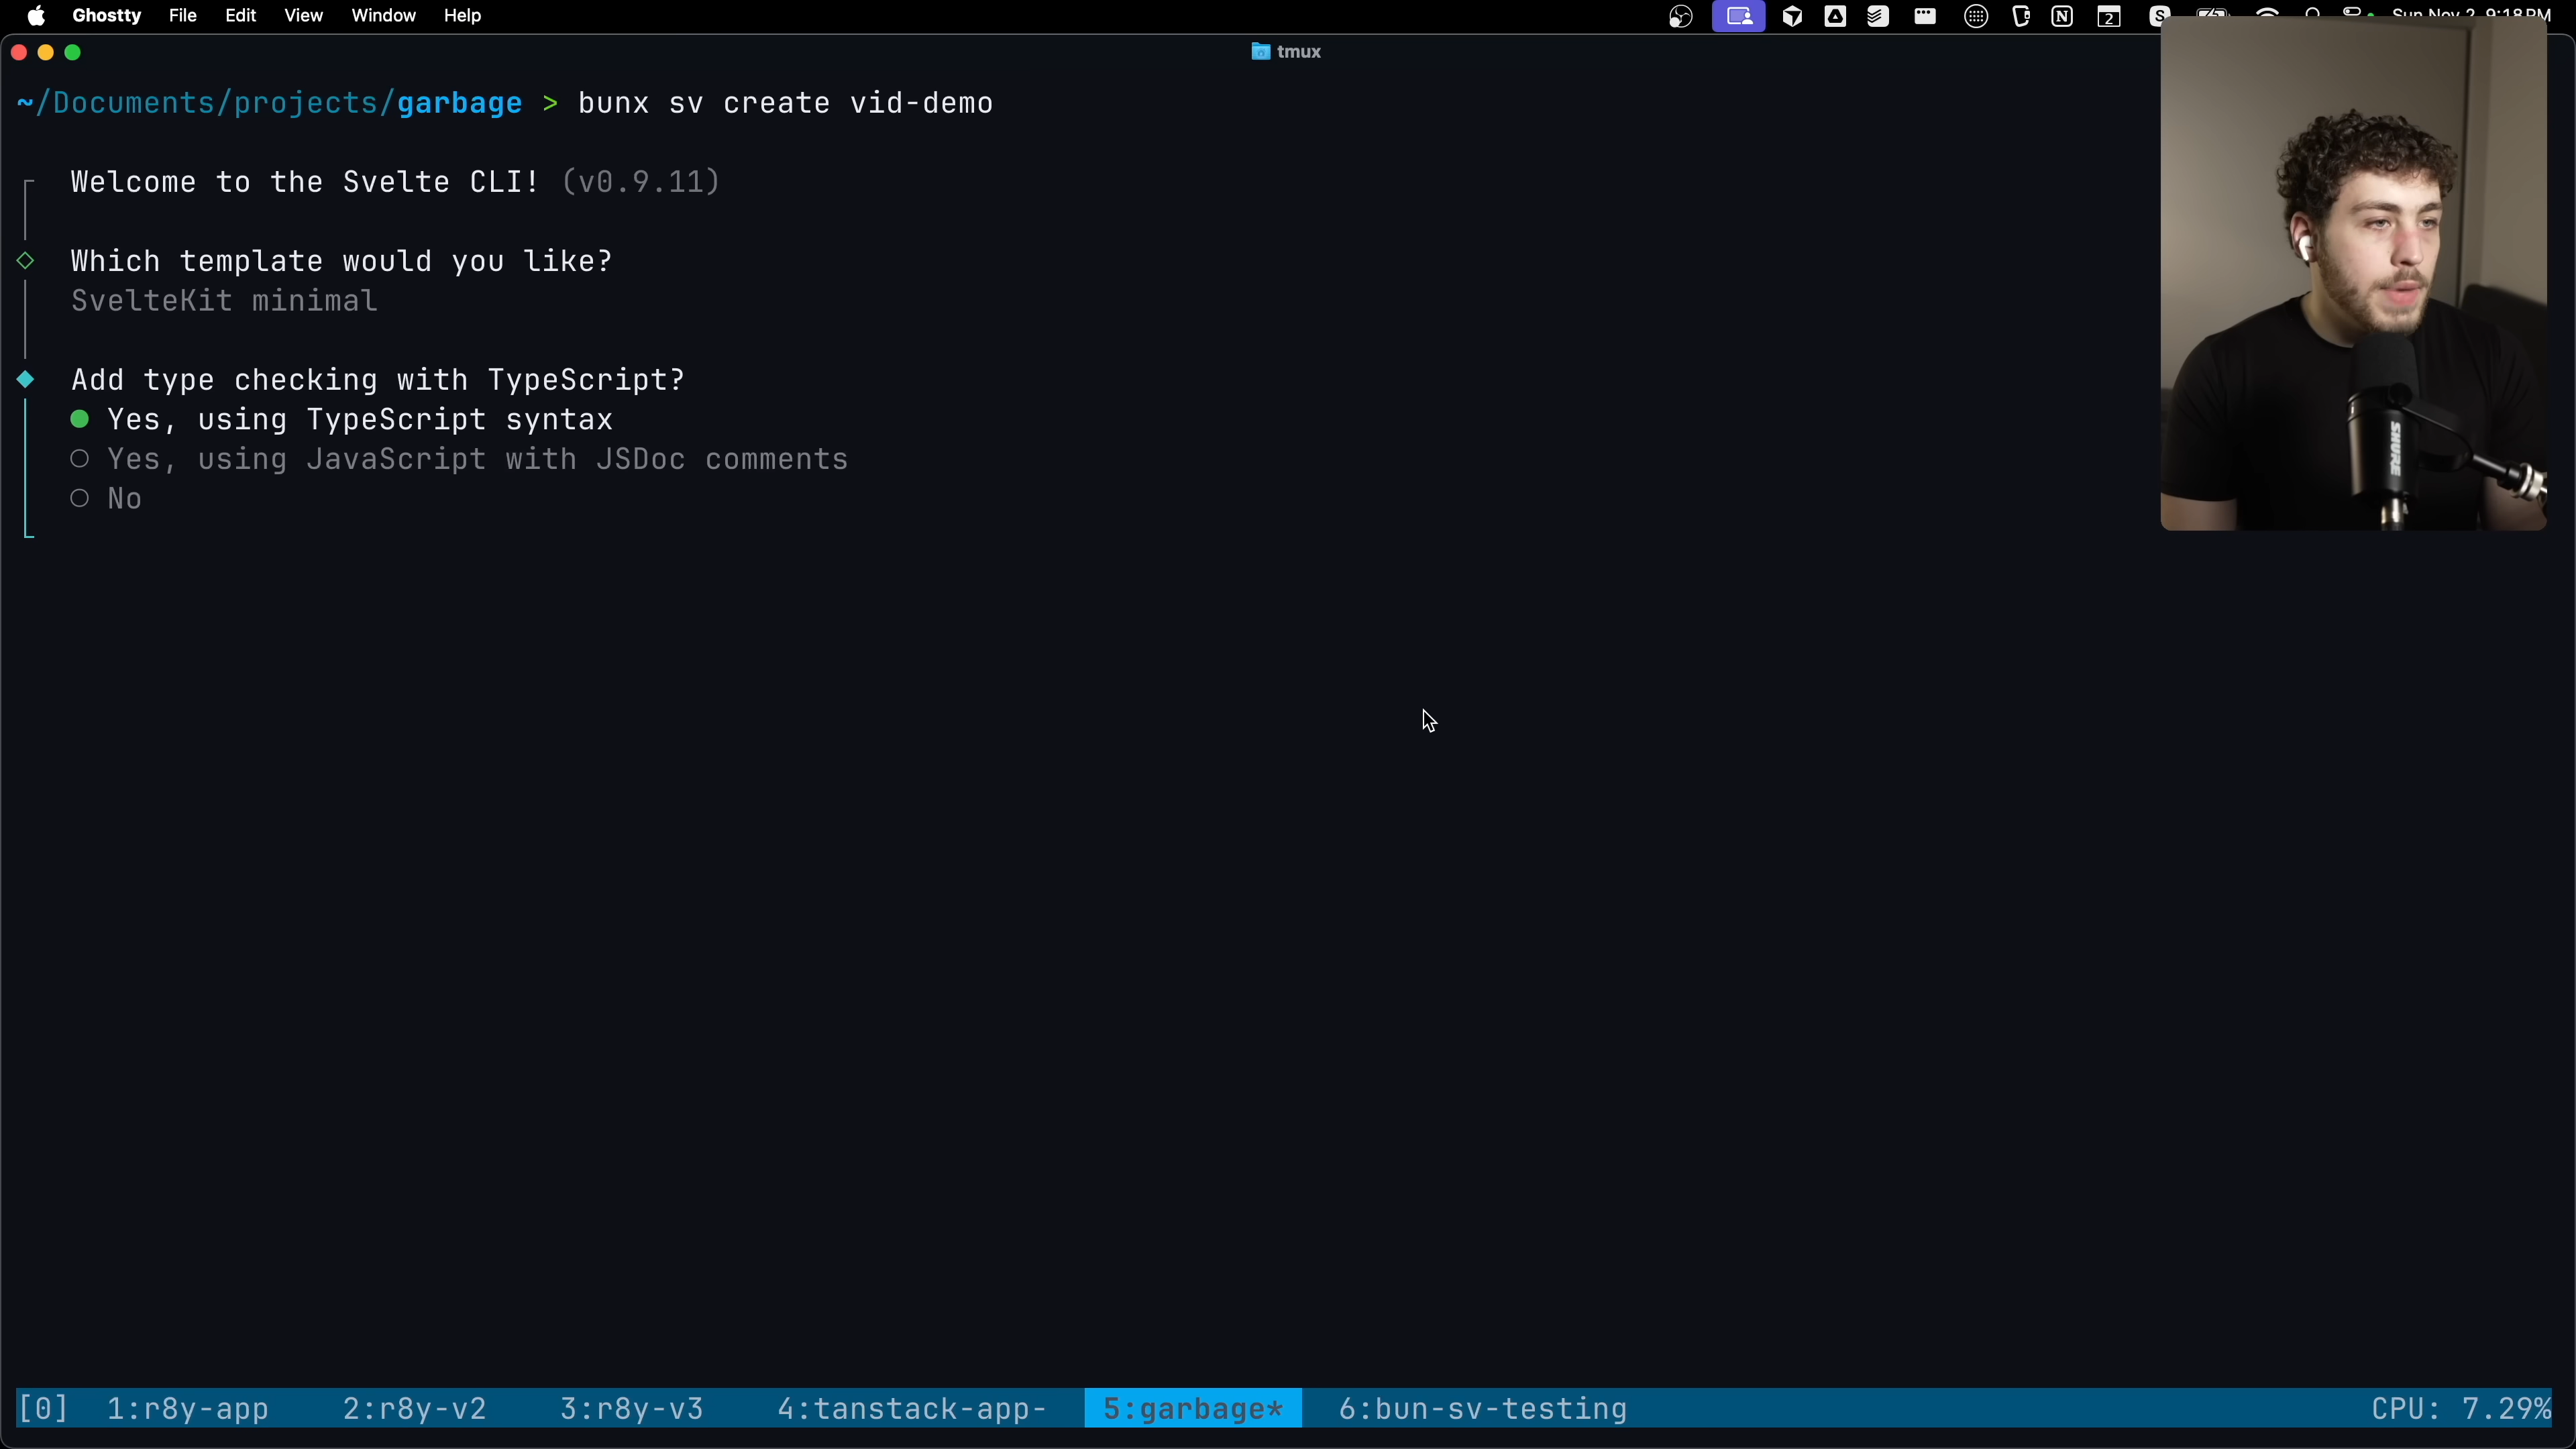 Ghostty File Edit View Window Help
tmux
~/Documents/projects/garbage > bunx sv create vid-demo
Welcome to the Svelte CLI! (v0.9.11)
Which template would you like?
SvelteKit minimal
Add type checking with TypeScript?
Yes, using TypeScript syntax
Yes, using JavaScript with JSDoc comments
No
SHURE
[0] 1:r8y-app 2:r8y-v2 3:r8y-v3 4:tanstack-app- 5:garbage* 6:bun-sv-testing CPU: 7.29%